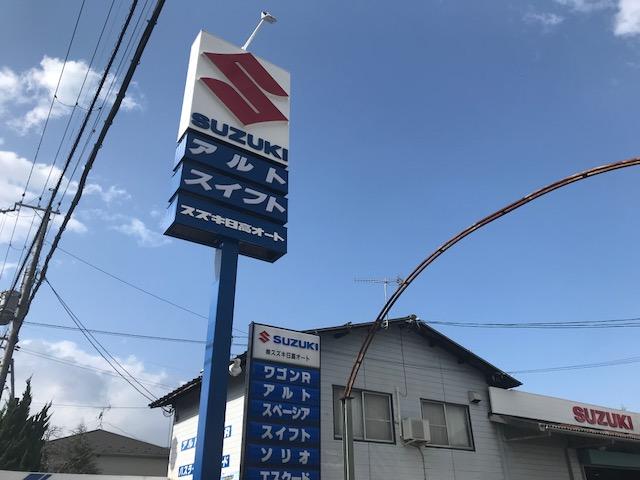 SUZUKI
アルト
スイフト
スズキ日高オート
SUZUKI
㈱スズキ日高オート
ワゴンR
アルト
スペーシア
スイフト
ソリオ
エスクード
SUZUKI